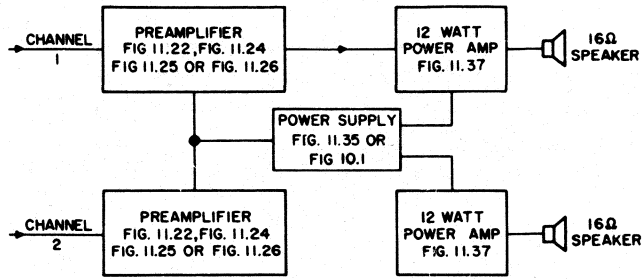 CHANNEL
1
PREAMPLIFIER
FIG 11.22, FIG. 11.24
FIG 11.25 OR FIG. 11.26
12 WATT
POWER AMP
FIG. 11.37
16Ω
SPEAKER
POWER SUPPLY
FIG. 11.35 OR
FIG 10.1
CHANNEL
2
PREAMPLIFIER
FIG. 11.22, FIG. 11.24
FIG. 11.25 OR FIG. 11.26
12 WATT
POWER AMP
FIG. 11.37
16Ω
SPEAKER